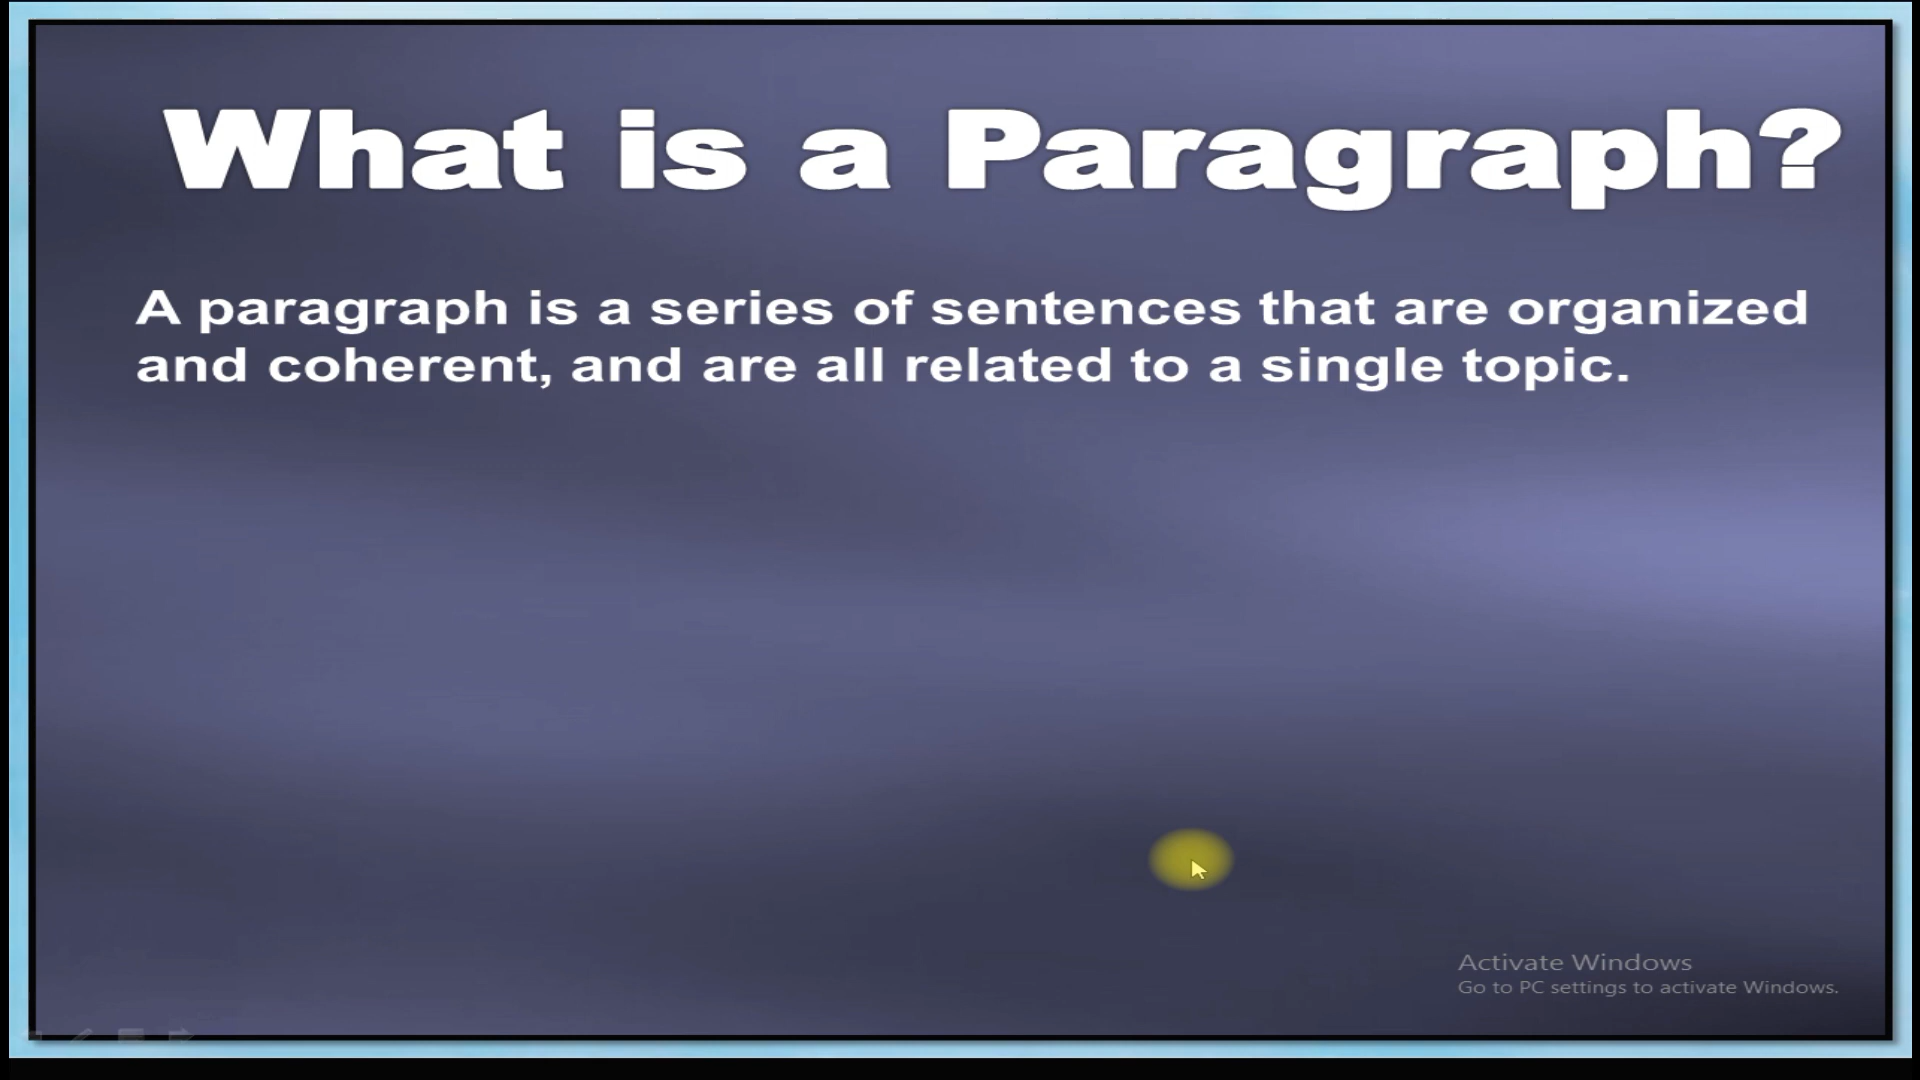 What is a Paragraph?
A paragraph is a series of sentences that are organized
and coherent, and are all related to a single topic.
Activate Windows
Go to PC settings to activate Windows.